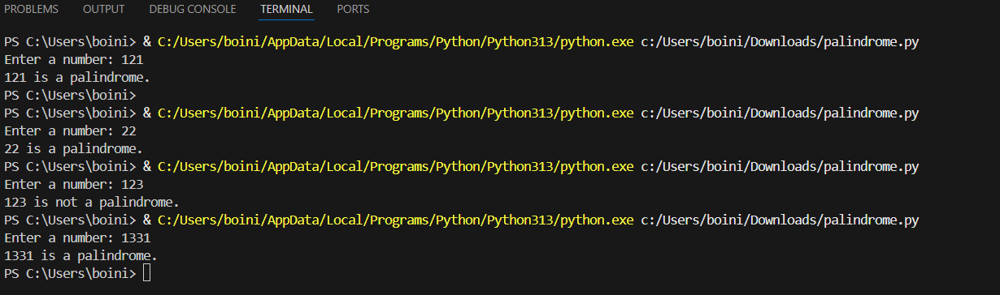 PROBLEMS OUTPUT DEBUG CONSOLE TERMINAL PORTS
PS C:\Users\boini> & C:/Users/boini/AppData/Local/Programs/Python/Python313/python.exe c:/Users/boini/Downloads/palindrome.py
Enter a number: 121
121 is a palindrome.
PS C:\Users\boini>
PS C:\Users\boini> & C:/Users/boini/AppData/Local/Programs/Python/Python313/python.exe c:/Users/boini/Downloads/palindrome.py
Enter a number: 22
22 is a palindrome.
PS C:\Users\boini> & C:/Users/boini/AppData/Local/Programs/Python/Python313/python.exe c:/Users/boini/Downloads/palindrome.py
Enter a number: 123
123 is not a palindrome.
PS C:\Users\boini> & C:/Users/boini/AppData/Local/Programs/Python/Python313/python.exe c:/Users/boini/Downloads/palindrome.py
Enter a number: 1331
1331 is a palindrome.
PS C:\Users\boini>